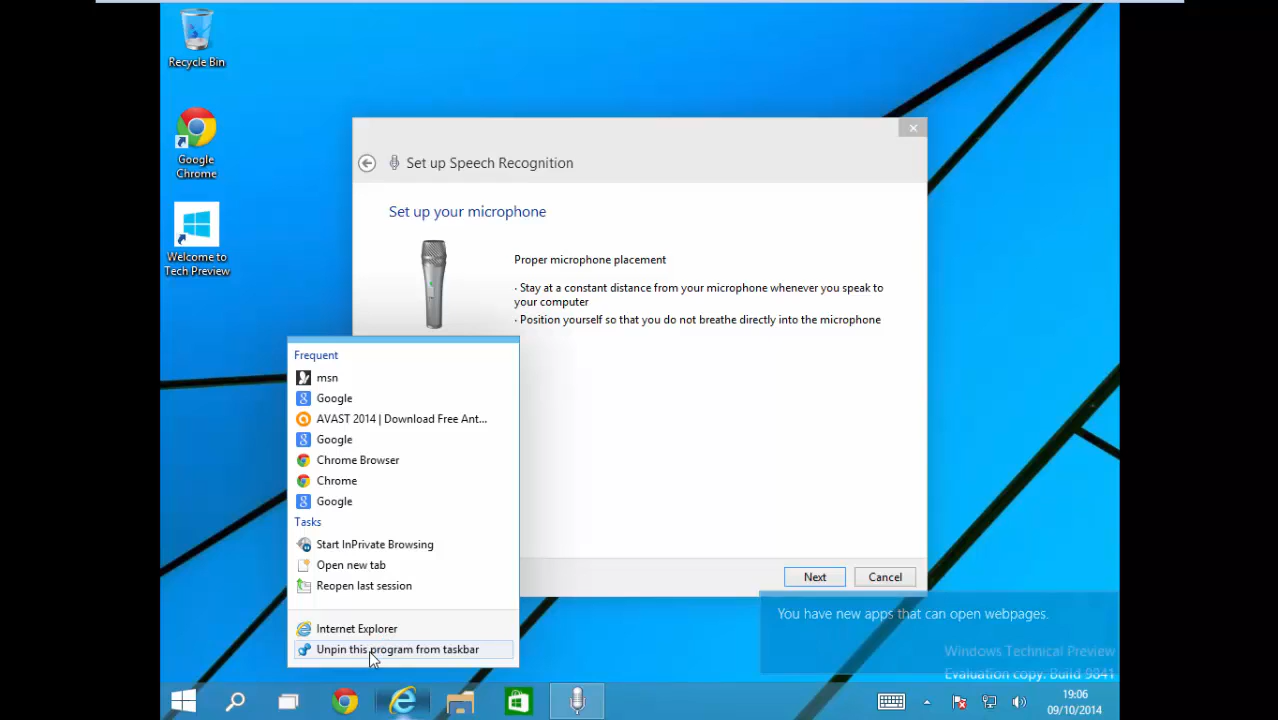 Recycle Bin
Google
Chrome
Welcome to
Tech Preview
Set up Speech Recognition
Set up your microphone
Proper microphone placement
· Stay at a constant distance from your microphone whenever you speak to
your computer
· Position yourself so that you do not breathe directly into the microphone
Frequent
msn
Google
AVAST 2014 | Download Free Ant...
Google
Chrome Browser
Chrome
Google
Tasks
Start InPrivate Browsing
Open new tab
Reopen last session
Internet Explorer
Unpin this program from taskbar
Next
Cancel
You have new apps that can open webpages.
Windows Technical Preview
Evaluation copy. Build 9841
19:06
09/10/2014